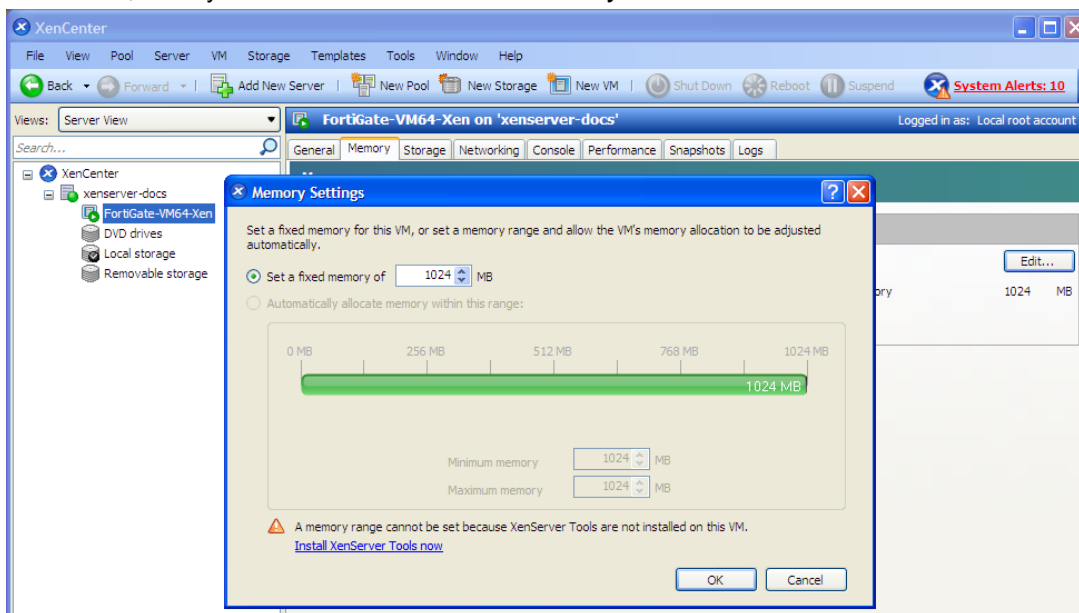 XenCenter
File View Pool Server VM Storage Templates Tools Window Help
Back Forward Add New Server New Pool New Storage New VM Shut Down Reboot Suspend System Alerts: 10
Views: Server View
FortiGate-VM64-Xen on 'xenserver-docs'
Logged in as: Local root account
Search...
General Memory Storage Networking Console Performance Snapshots Logs
XenCenter
xenserver-docs
FortiGate-VM64-Xen
DVD drives
Local storage
Removable storage
Memory Settings
Set a fixed memory for this VM, or set a memory range and allow the VM's memory allocation to be adjusted
automatically.
Set a fixed memory of 1024 MB
Automatically allocate memory within this range:
0 MB 256 MB 512 MB 768 MB 1024 MB
1024 MB
Minimum memory 1024 MB
Maximum memory 1024 MB
A memory range cannot be set because XenServer Tools are not installed on this VM.
Install XenServer Tools now
OK Cancel
Edit...
ory 1024 MB